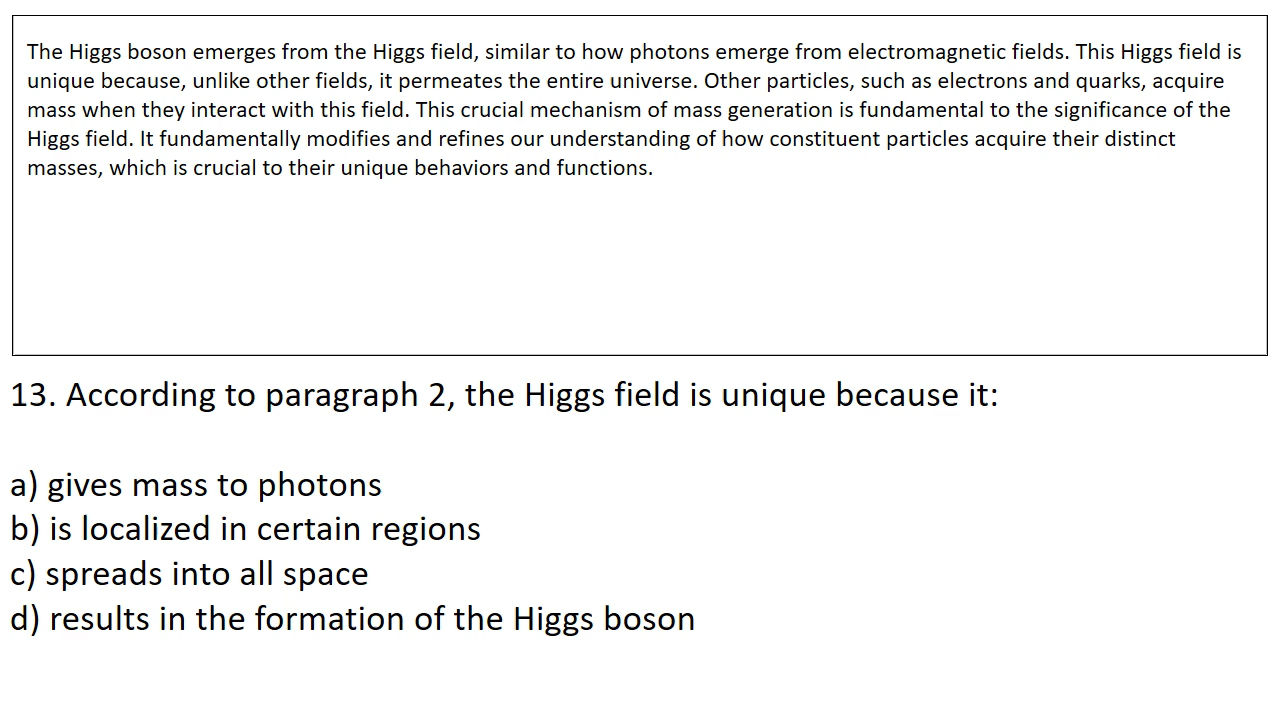 The Higgs boson emerges from the Higgs field, similar to how photons emerge from electromagnetic fields. This Higgs field is
unique because, unlike other fields, it permeates the entire universe. Other particles, such as electrons and quarks, acquire
mass when they interact with this field. This crucial mechanism of mass generation is fundamental to the significance of the
Higgs field. It fundamentally modifies and refines our understanding of how constituent particles acquire their distinct
masses, which is crucial to their unique behaviors and functions.
13. According to paragraph 2, the Higgs field is unique because it:
a) gives mass to photons
b) is localized in certain regions
c) spreads into all space
d) results in the formation of the Higgs boson